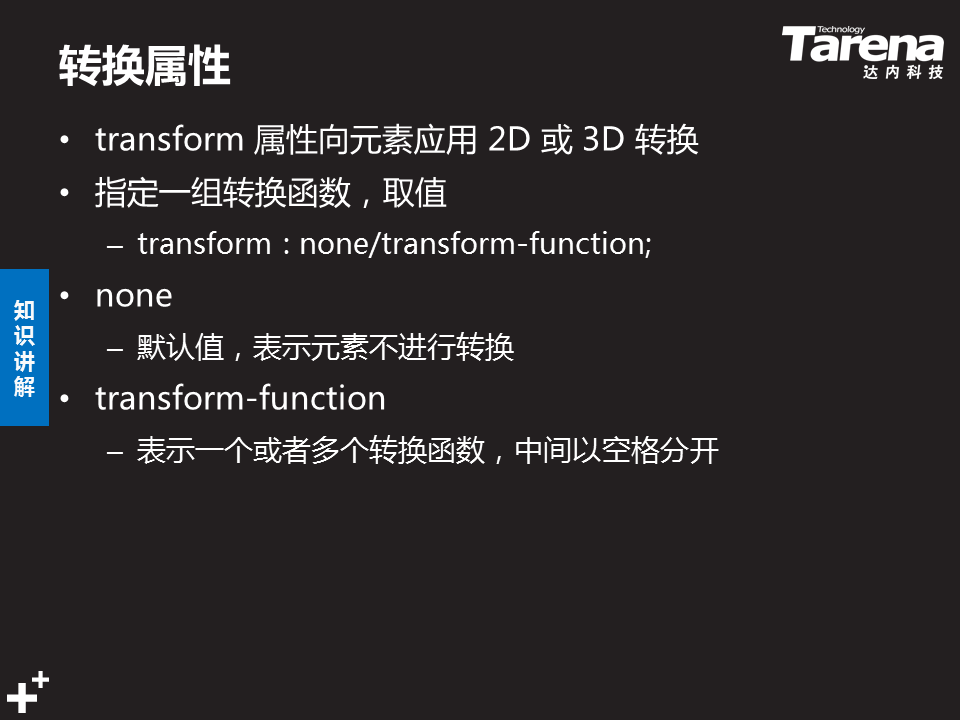 转换属性
Technology
Tarena
达内科技
• transform 属性向元素应用 2D 或 3D 转换
• 指定一组转换函数，取值
– transform：none/transform-function;
• none
– 默认值，表示元素不进行转换
• transform-function
– 表示一个或者多个转换函数，中间以空格分开
知
识
讲
解